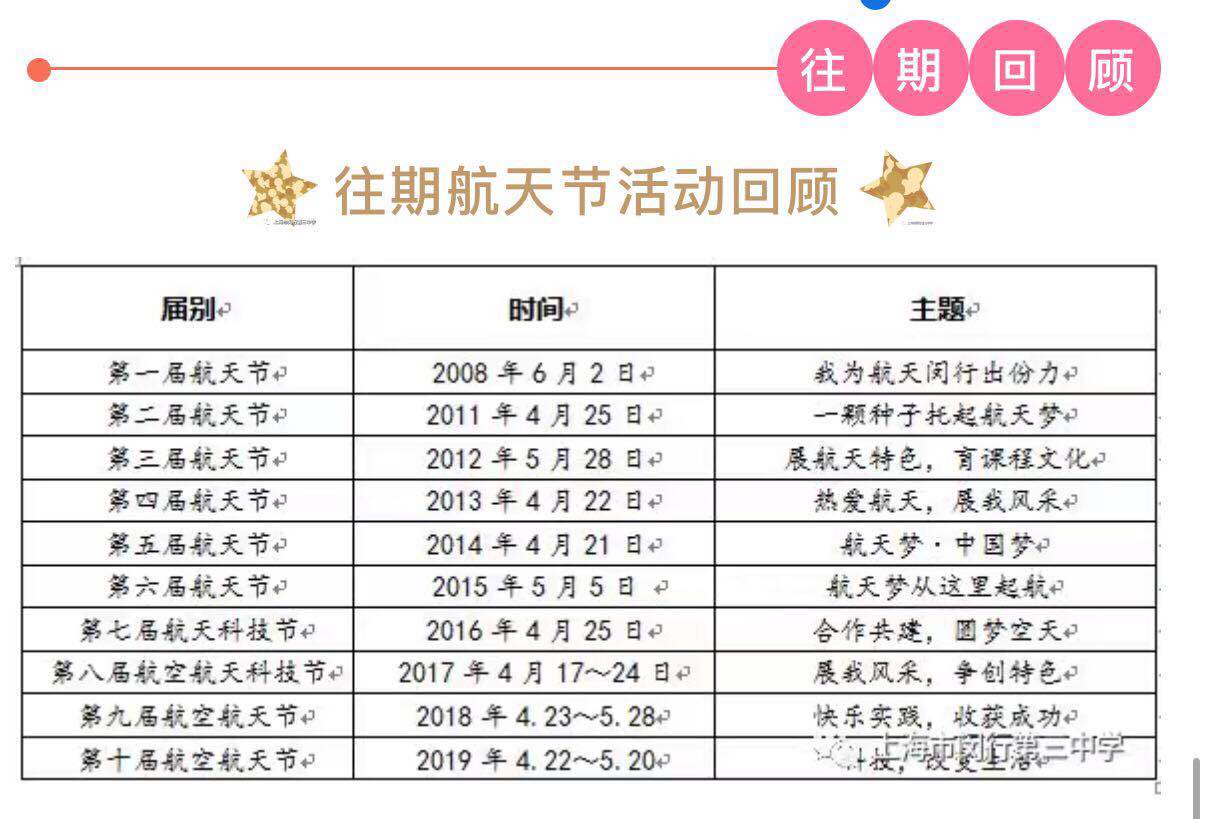 往期回顾
往期航天节活动回顾
届别 时间 主题
第一届航天节 2008 年 6 月 2 日 我为航天闵行出份力
第二届航天节 2011 年 4 月 25 日 一颗种子托起航天梦
第三届航天节 2012 年 5 月 28 日 展航天特色，育课程文化
第四届航天节 2013 年 4 月 22 日 热爱航天，展我风采
第五届航天节 2014 年 4 月 21 日 航天梦·中国梦
第六届航天节 2015 年 5 月 5 日 航天梦从这里起航
第七届航天科技节 2016 年 4 月 25 日 合作共建，圆梦空天
第八届航空航天科技节 2017 年 4 月 17～24 日 展我风采，争创特色
第九届航空航天节 2018 年 4.23～5.28 快乐实践，收获成功
第十届航空航天节 2019 年 4.22～5.20 科技，改变生活
上海市闵行第三中学